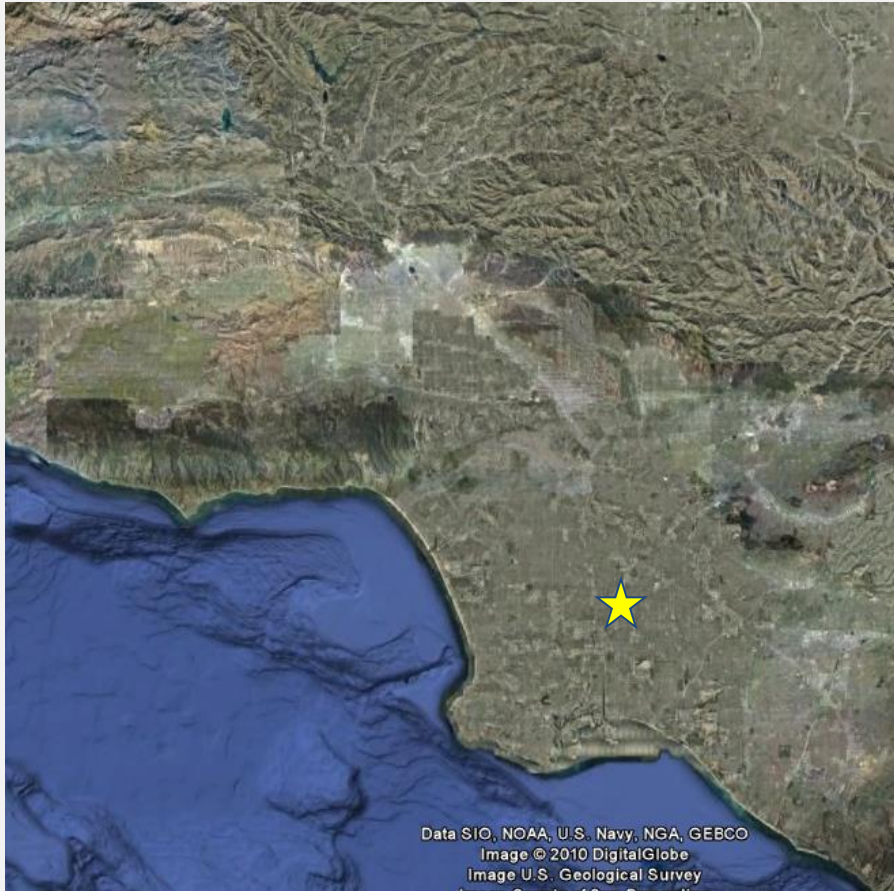 Data SIO, NOAA, U.S. Navy, NGA, GEBCO
Image © 2010 DigitalGlobe
Image U.S. Geological Survey